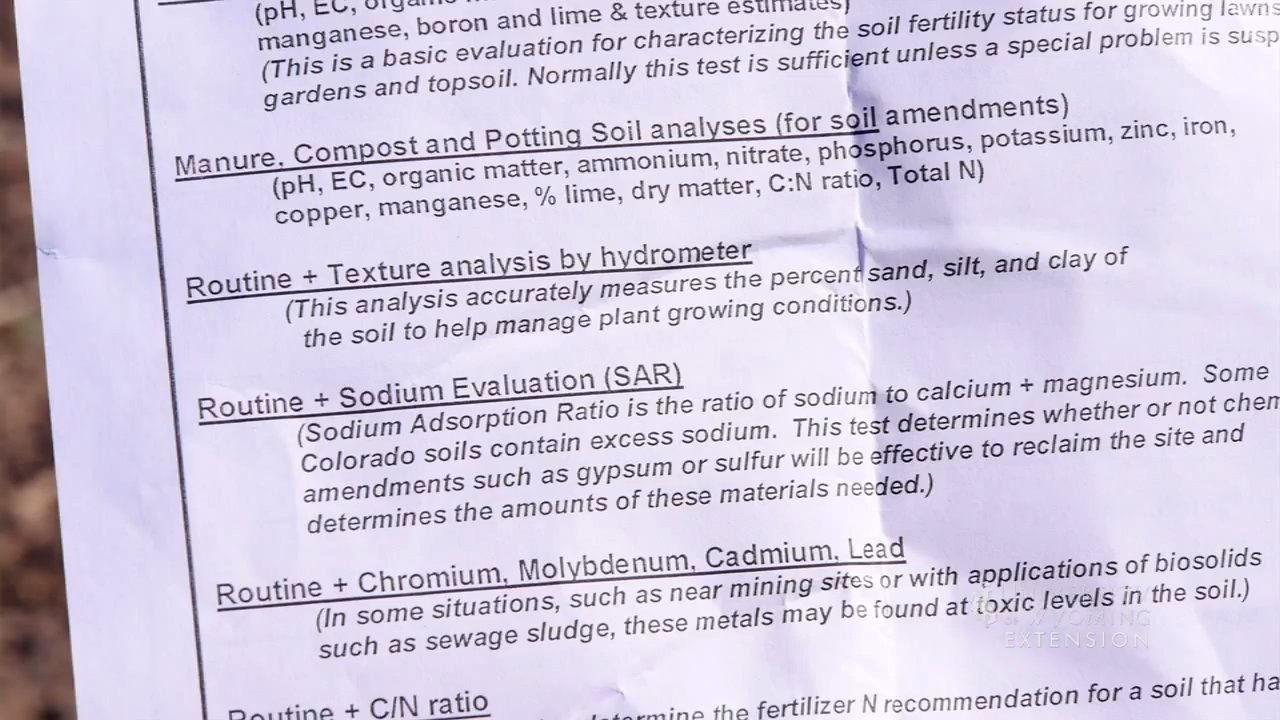 (pH, EC,
manganese, boron and lime & texture estimates)
(This is a basic evaluation for characterizing the soil fertility status for growing lawns
gardens and topsoil. Normally this test is sufficient unless a special problem is
Manure, Compost and Potting Soil analyses (for soil amendments)
(pH, EC, organic matter, ammonium, nitrate, phosphorus, potassium, zinc, iron,
copper, manganese, % lime, dry matter, C:N ratio, Total N)
Routine + Texture analysis by hydrometer
(This analysis accurately measures the percent sand, silt, and clay of
the soil to help manage plant growing conditions.)
Routine + Sodium Evaluation (SAR)
(Sodium Adsorption Ratio is the ratio of sodium to calcium + magnesium. Some
Colorado soils contain excess sodium. This test determines whether or not
amendments such as gypsum or sulfur will be effective to reclaim the site and
determines the amounts of these materials needed.)
Routine + Chromium, Molybdenum, Cadmium, Lead
(In some situations, such as near mining sites or with applications of biosolids
such as sewage sludge, these metals may be found at toxic levels in the soil.)
OF WYOMING
EXTENSION
Routine + C/N ratio
the fertilizer N recommendation for a soil that